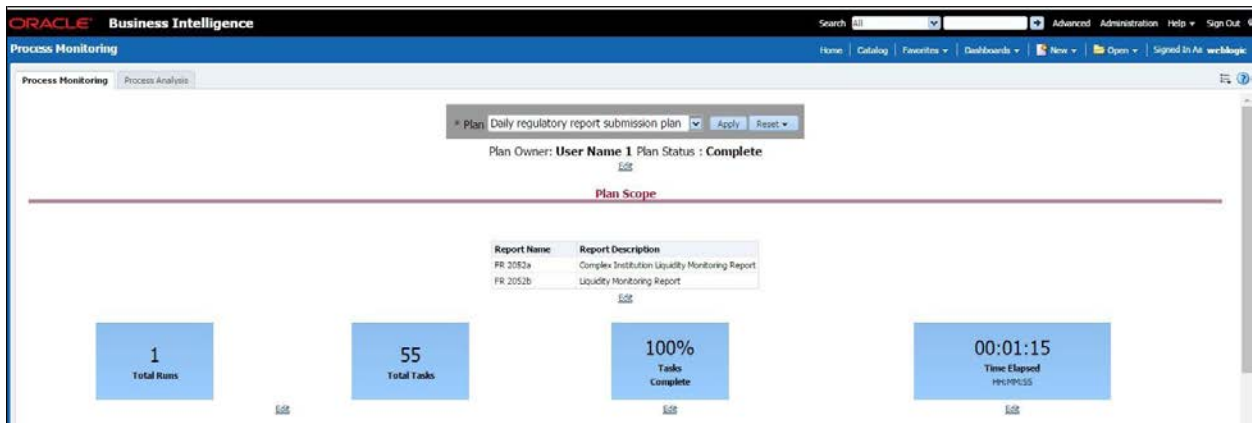 ORACLE Business Intelligence
Search All Advanced Administration Help Sign Out
Process Monitoring
Home Catalog Favorites Dashboards New Open Signed In As weblogic
Process Monitoring Process Analysis
* Plan Daily regulatory report submission plan Apply Reset
Plan Owner: User Name 1 Plan Status : Complete
Edit
Plan Scope
Report Name Report Description
FR 2052a Complex Institution Liquidity Monitoring Report
FR 2052b Liquidity Monitoring Report
Edit
1
Total Runs
55
Total Tasks
Edit
100%
Tasks
Complete
Edit
00:01:15
Time Elapsed
HH:MM:SS
Edit